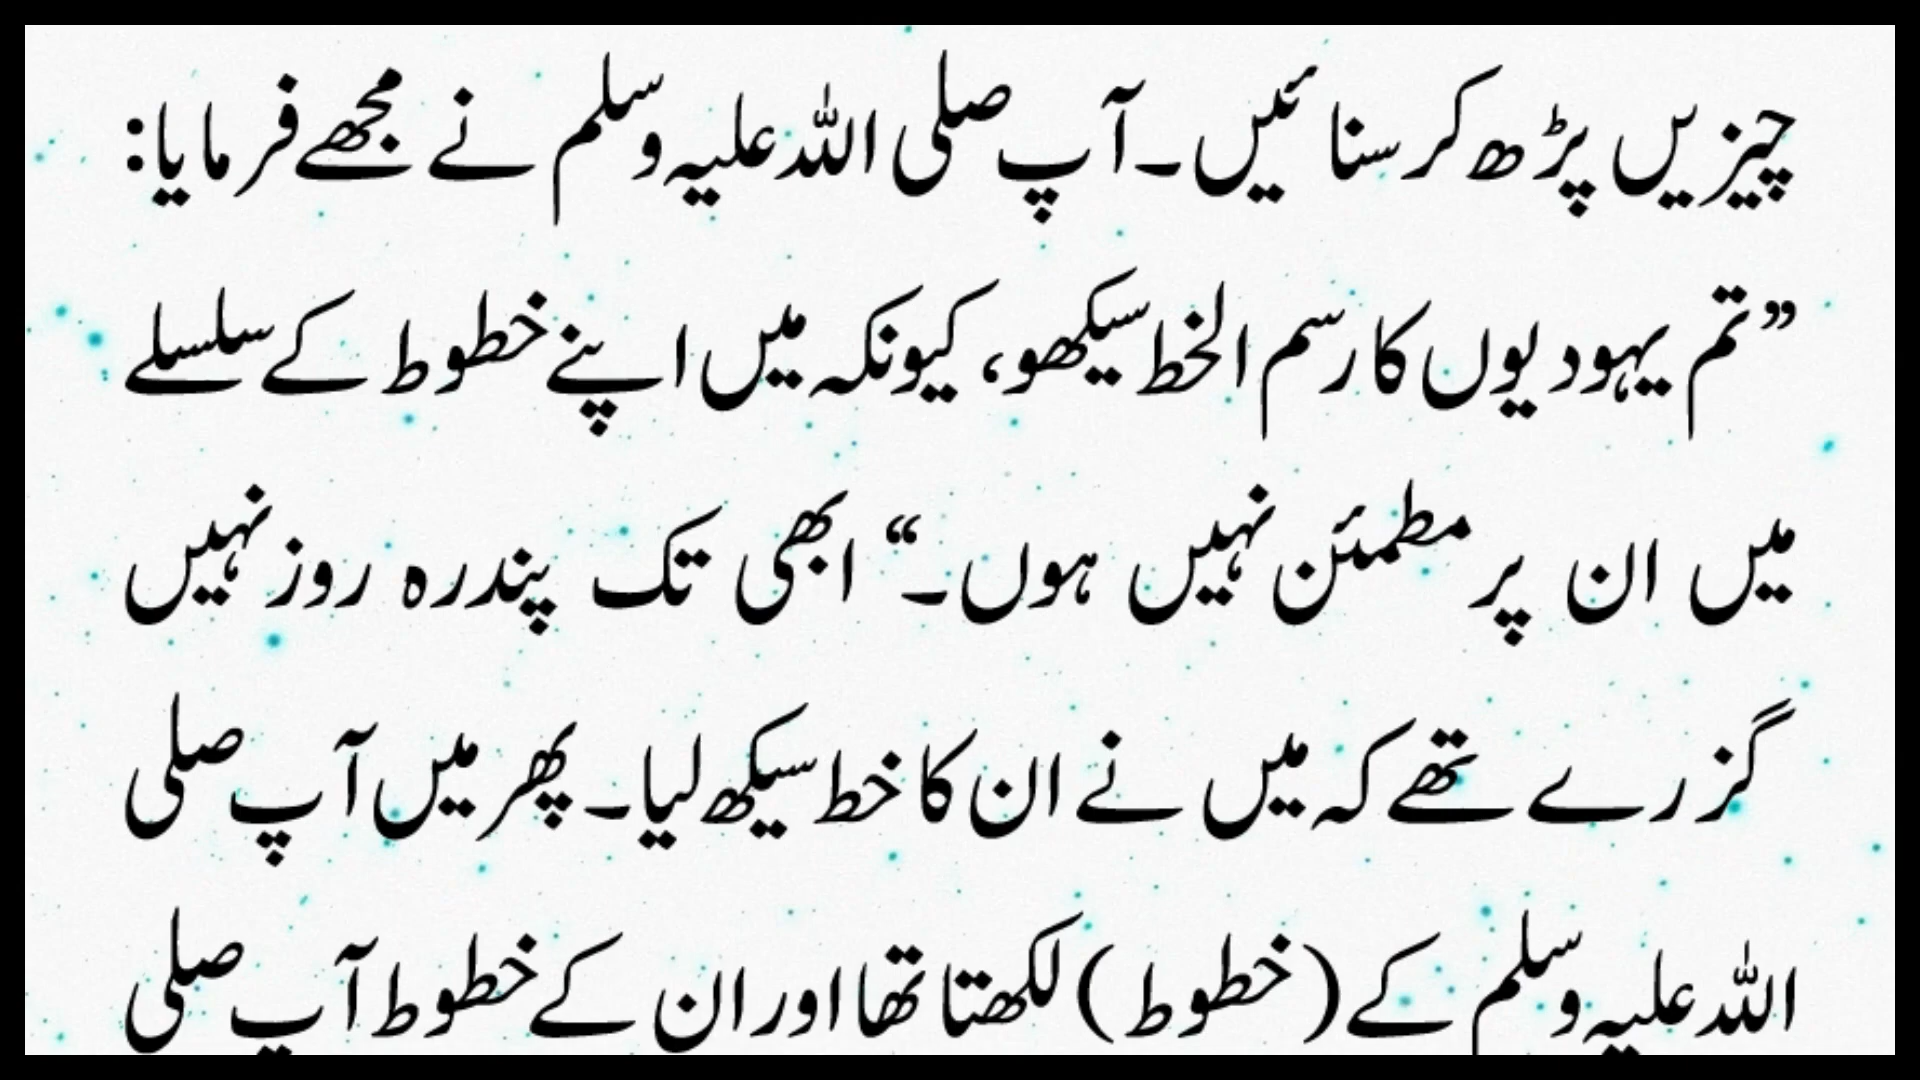 چیزیں پڑھ کر سنائیں۔ آپ صلی اللہ علیہ وسلم نے مجھے فرمایا:
”تم یہودیوں کا رسم الخط سیکھو، کیونکہ میں اپنے خطوط کے سلسلے
میں ان پر مطمئن نہیں ہوں۔“ ابھی تک پندرہ روز نہیں
گزرے تھے کہ میں نے ان کا خط سیکھ لیا۔ پھر میں آپ صلی
اللہ علیہ وسلم کے (خطوط) لکھتا تھا اور ان کے خطوط آپ صلی